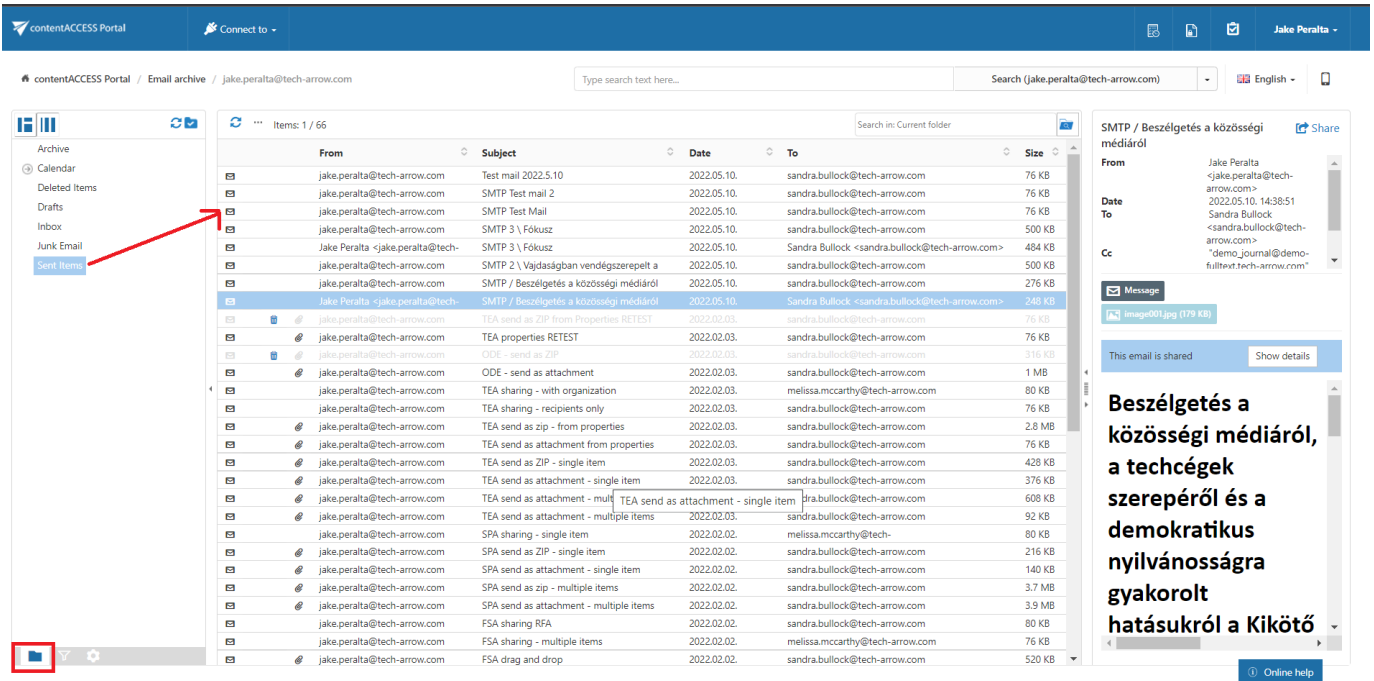 contentACCESS Portal
Connect to
Jake Peralta
contentACCESS Portal / Email archive / jake.peralta@tech-arrow.com
Type search text here...
Search (jake.peralta@tech-arrow.com)
English
Archive
Calendar
Deleted Items
Drafts
Inbox
Junk Email
Sent Items
Items: 1 / 66
Search in: Current folder
From Subject Date To Size
jake.peralta@tech-arrow.com Test mail 2022.5.10 2022.05.10. sandra.bullock@tech-arrow.com 76 KB
jake.peralta@tech-arrow.com SMTP Test mail 2 2022.05.10. sandra.bullock@tech-arrow.com 76 KB
jake.peralta@tech-arrow.com SMTP Test Mail 2022.05.10. sandra.bullock@tech-arrow.com 76 KB
jake.peralta@tech-arrow.com SMTP 3 \ Fókusz 2022.05.10. sandra.bullock@tech-arrow.com 500 KB
Jake Peralta <jake.peralta@tech- SMTP 3 \ Fókusz 2022.05.10. Sandra Bullock <sandra.bullock@tech-arrow.com> 484 KB
jake.peralta@tech-arrow.com SMTP 2 \ Vajdaságban vendégszerepelt a 2022.05.10. sandra.bullock@tech-arrow.com 500 KB
jake.peralta@tech-arrow.com SMTP / Beszélgetés a közösségi médiáról 2022.05.10. sandra.bullock@tech-arrow.com 276 KB
Jake Peralta <jake.peralta@tech- SMTP / Beszélgetés a közösségi médiáról 2022.05.10. Sandra Bullock <sandra.bullock@tech-arrow.com> 248 KB
jake.peralta@tech-arrow.com TEA send as ZIP from Properties RETEST 2022.02.03. sandra.bullock@tech-arrow.com 76 KB
jake.peralta@tech-arrow.com TEA properties RETEST 2022.02.03. sandra.bullock@tech-arrow.com 76 KB
jake.peralta@tech-arrow.com ODE - send as ZIP 2022.02.03. sandra.bullock@tech-arrow.com 316 KB
jake.peralta@tech-arrow.com ODE - send as attachment 2022.02.03. sandra.bullock@tech-arrow.com 1 MB
jake.peralta@tech-arrow.com TEA sharing - with organization 2022.02.03. melissa.mccarthy@tech-arrow.com 80 KB
jake.peralta@tech-arrow.com TEA sharing - recipients only 2022.02.03. sandra.bullock@tech-arrow.com 76 KB
jake.peralta@tech-arrow.com TEA send as zip - from properties 2022.02.03. sandra.bullock@tech-arrow.com 2.8 MB
jake.peralta@tech-arrow.com TEA send as attachment from properties 2022.02.03. sandra.bullock@tech-arrow.com 76 KB
jake.peralta@tech-arrow.com TEA send as ZIP - single item 2022.02.03. sandra.bullock@tech-arrow.com 428 KB
jake.peralta@tech-arrow.com TEA send as attachment - single item 2022.02.03. sandra.bullock@tech-arrow.com 376 KB
jake.peralta@tech-arrow.com TEA send as attachment - mult dra.bullock@tech-arrow.com 608 KB
TEA send as attachment - single item
jake.peralta@tech-arrow.com TEA send as attachment - multiple items 2022.02.03. sandra.bullock@tech-arrow.com 92 KB
jake.peralta@tech-arrow.com SPA sharing - single item 2022.02.02. melissa.mccarthy@tech- 80 KB
jake.peralta@tech-arrow.com SPA send as ZIP - single item 2022.02.02. sandra.bullock@tech-arrow.com 216 KB
jake.peralta@tech-arrow.com SPA send as attachment - single item 2022.02.02. sandra.bullock@tech-arrow.com 140 KB
jake.peralta@tech-arrow.com SPA send as zip - multiple items 2022.02.02. sandra.bullock@tech-arrow.com 3.7 MB
jake.peralta@tech-arrow.com SPA send as attachment - multiple items 2022.02.02. sandra.bullock@tech-arrow.com 3.9 MB
jake.peralta@tech-arrow.com FSA sharing RFA 2022.02.02. sandra.bullock@tech-arrow.com 80 KB
jake.peralta@tech-arrow.com FSA sharing - multiple items 2022.02.02. melissa.mccarthy@tech-arrow.com 76 KB
jake.peralta@tech-arrow.com FSA drag and drop 2022.02.02. sandra.bullock@tech-arrow.com 520 KB
SMTP / Beszélgetés a közösségi
médiáról
Share
From Jake Peralta
<jake.peralta@tech-
arrow.com>
Date 2022.05.10. 14:38:51
To Sandra Bullock
<sandra.bullock@tech-
arrow.com>
Cc "demo_journal@demo-
fulltext.tech-arrow.com"
Message
image001.jpg (179 KB)
This email is shared
Show details
Beszélgetés a
közösségi médiáról,
a techcégek
szerepéről és a
demokratikus
nyilvánosságra
gyakorolt
hatásukról a Kikötő
Online help